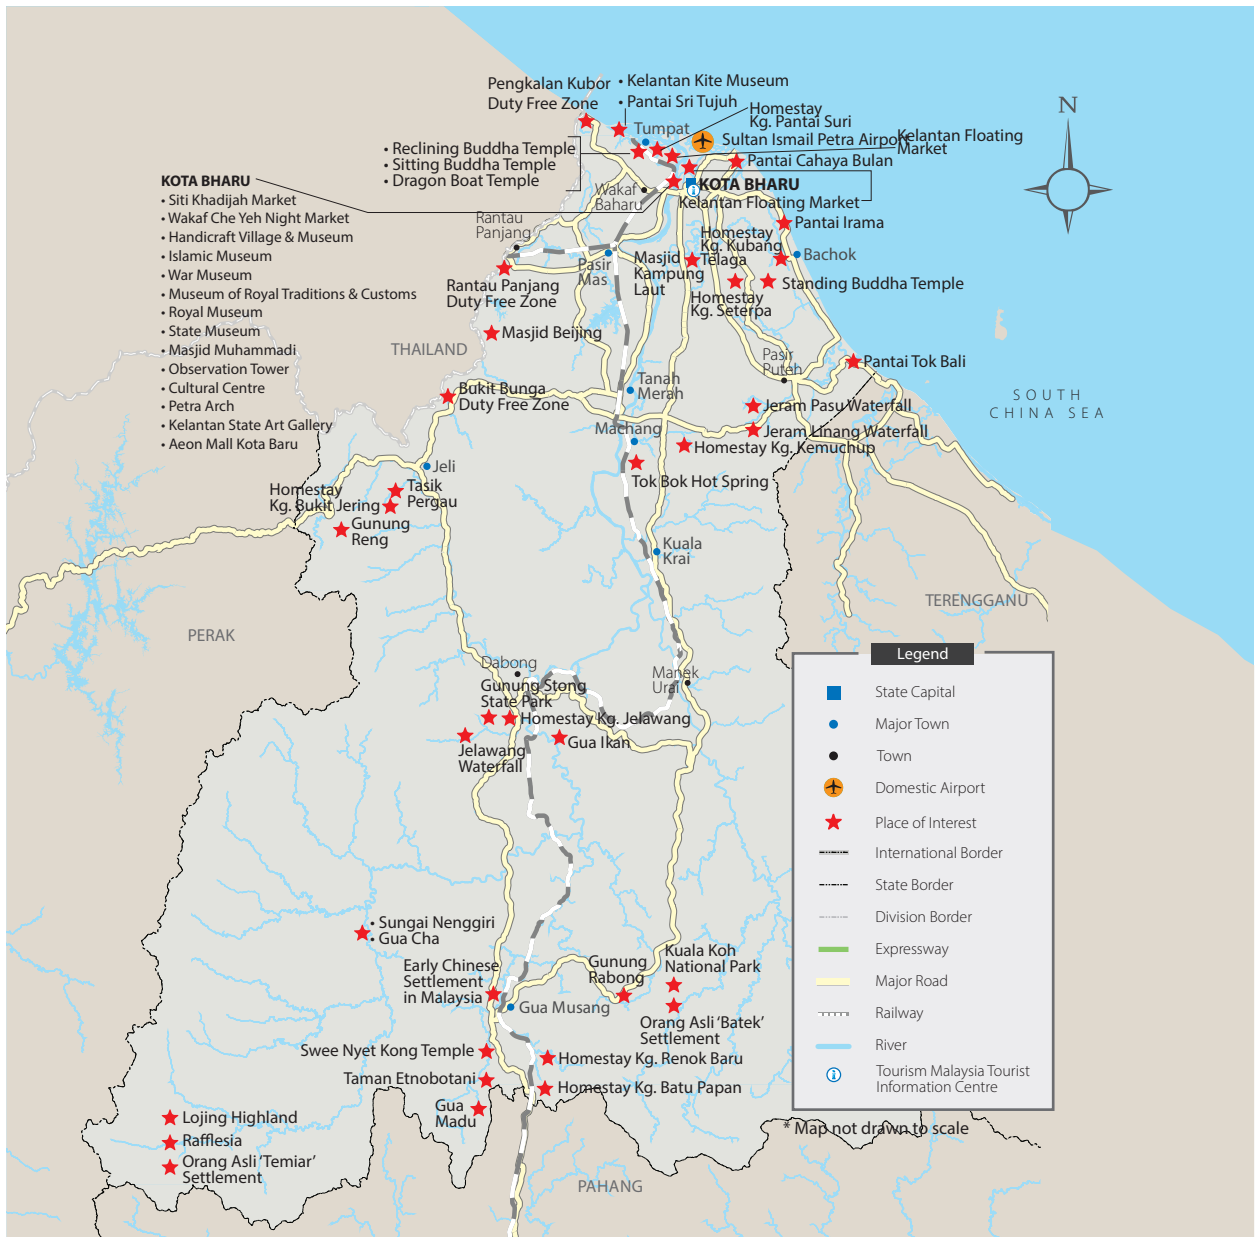 Pengkalan Kubor
Duty Free Zone
• Kelantan Kite Museum
• Pantai Sri Tujuh
N
Homestay
Kg. Pantai Suri
Tumpat
Sultan Ismail Petra Airport
Kelantan Floating
Market
• Reclining Buddha Temple
• Sitting Buddha Temple
• Dragon Boat Temple
Pantai Cahaya Bulan
KOTA BHARU
• Siti Khadijah Market
• Wakaf Che Yeh Night Market
• Handicraft Village & Museum
• Islamic Museum
• War Museum
• Museum of Royal Traditions & Customs
• Royal Museum
• State Museum
• Masjid Muhammadi
• Observation Tower
• Cultural Centre
• Petra Arch
• Kelantan State Art Gallery
• Aeon Mall Kota Baru
KOTA BHARU
Wakaf
Baharu
Kelantan Floating Market
Rantau
Panjang
Pantai Irama
Homestay
Kg. Kubang
Telaga
Bachok
Pasir
Mas
Masjid
Kampung
Laut
Rantau Panjang
Duty Free Zone
Standing Buddha Temple
Homestay
Kg. Seterpa
Masjid Beijing
THAILAND
Pasir
Puteh
Pantai Tok Bali
Bukit Bunga
Duty Free Zone
Tanah
Merah
SOUTH
CHINA SEA
Jeram Pasu Waterfall
Machang
Jeram Linang Waterfall
Homestay Kg. Kemuchup
Jeli
Tok Bok Hot Spring
Homestay
Kg. Bukit Jering
Tasik
Pergau
Gunung
Reng
Kuala
Krai
TERENGGANU
PERAK
Dabong
Manek
Urai
Gunung Stong
State Park
Homestay Kg. Jelawang
Gua Ikan
Jelawang
Waterfall
Legend
State Capital
Major Town
Town
Domestic Airport
Place of Interest
International Border
State Border
Division Border
Expressway
Major Road
Railway
River
Tourism Malaysia Tourist
Information Centre
• Sungai Nenggiri
• Gua Cha
Early Chinese
Settlement
in Malaysia
Gunung
Rabong
Kuala Koh
National Park
Gua Musang
Orang Asli ‘Batek’
Settlement
Swee Nyet Kong Temple
Homestay Kg. Renok Baru
Taman Etnobotani
Homestay Kg. Batu Papan
Gua
Madu
Lojing Highland
Rafflesia
Orang Asli ‘Temiar’
Settlement
* Map not drawn to scale
PAHANG